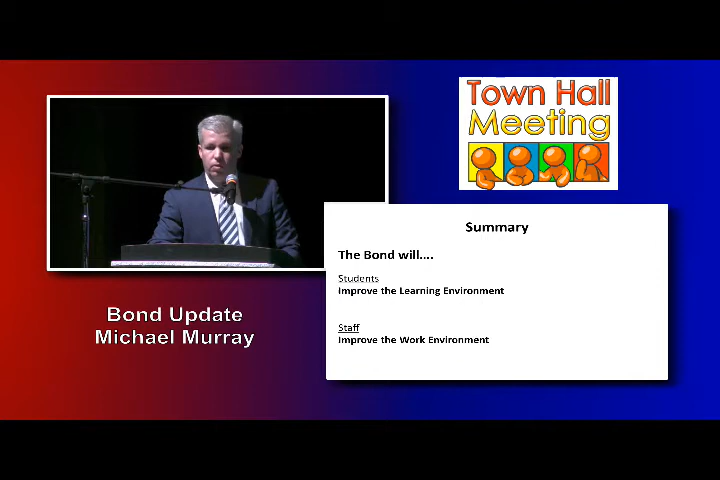 Town Hall
Meeting
Summary
The Bond will....
Students
Improve the Learning Environment
Staff
Improve the Work Environment
Bond Update
Michael Murray